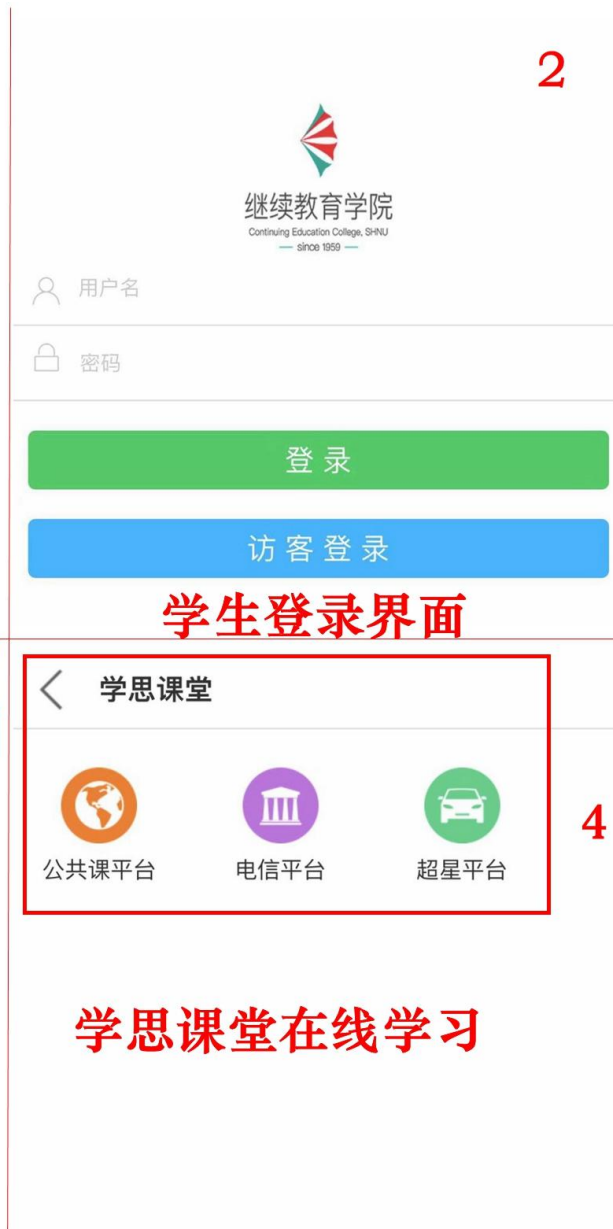 2
继续教育学院
Continuing Education College, SHNU
since 1959
用户名
密码
登录
访客登录
学生登录界面
学思课堂
4
公共课平台 电信平台 超星平台
学思课堂在线学习